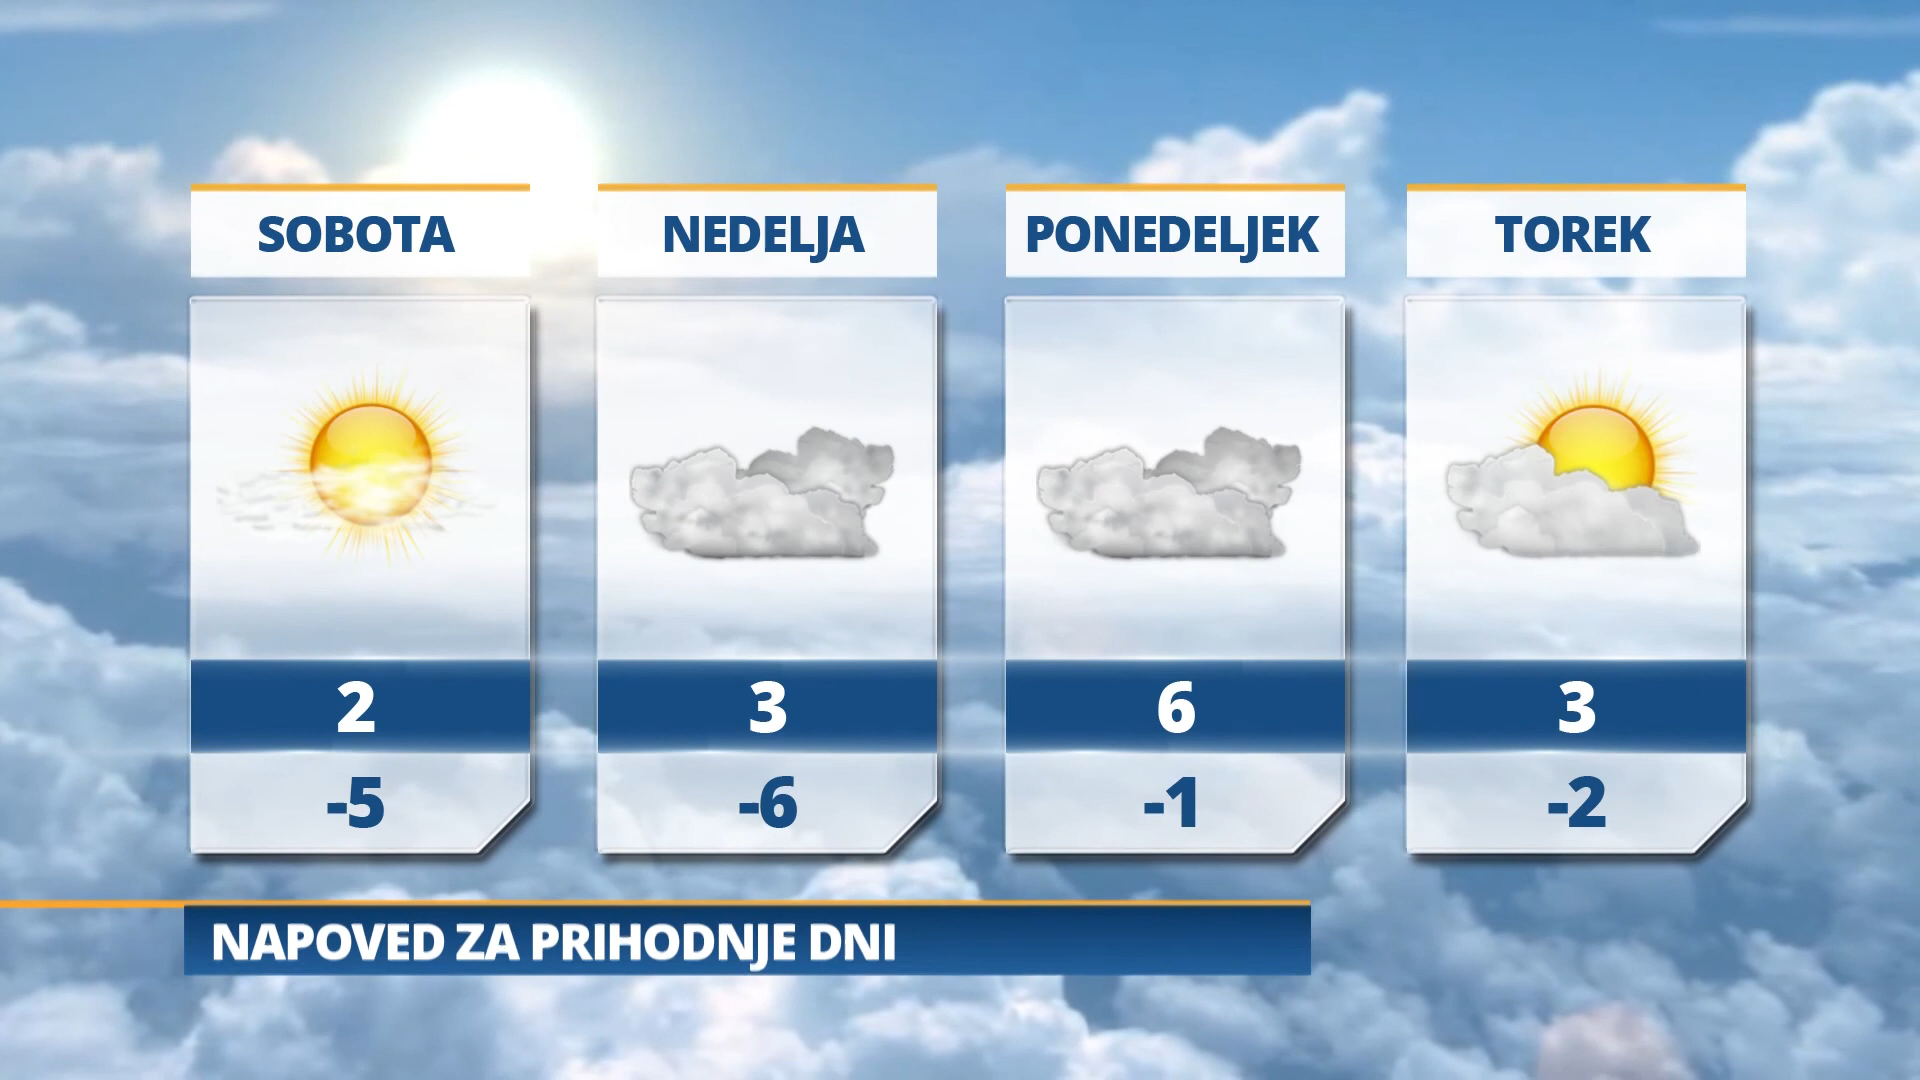 SOBOTA
NEDELJA
PONEDELJEK
TOREK
2
3
6
3
-5
-6
-1
-2
NAPOVED ZA PRIHODNJE DNI